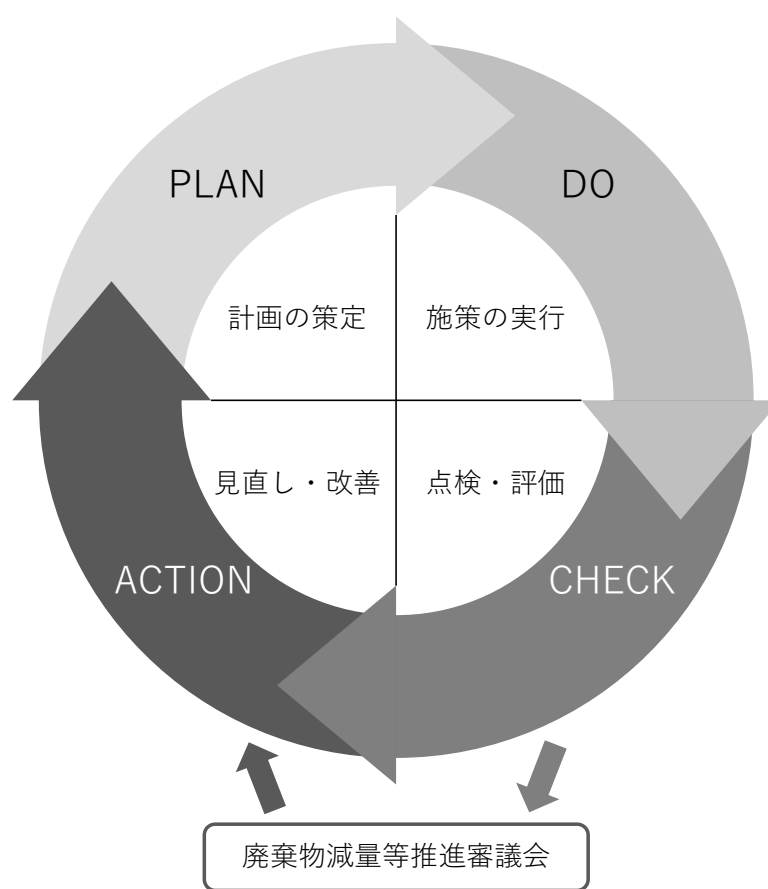 PLAN
DO
計画の策定
施策の実行
見直し・改善
点検・評価
ACTION
CHECK
廃棄物減量等推進審議会